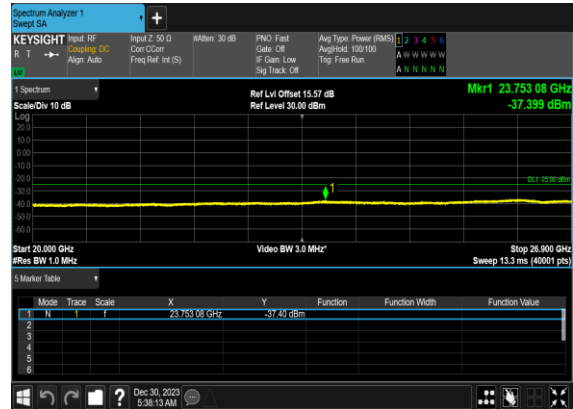 Spectrum Analyzer 1
Swept SA
+
KEYSIGHT
R T
LW
Input: RF
Coupling: DC
Align: Auto
Input Z: 50 Ω
Corr CCorr
Freq Ref: Int (S)
#Atten: 30 dB
PNO: Fast
Gate: Off
IF Gain: Low
Sig Track: Off
Avg Type: Power (RMS)
Avg|Hold: 100/100
Trig: Free Run
1 2 3 4 5 6
A W W W W W
A N N N N N
1 Spectrum
Scale/Div 10 dB
Ref Lvl Offset 15.57 dB
Ref Level 30.00 dBm
Mkr1 23.753 08 GHz
-37.399 dBm
Log
20.0
10.0
0.00
-10.0
-20.0
-30.0
-40.0
-50.0
-60.0
DL1 -25.00 dBm
1
Start 20.000 GHz
#Res BW 1.0 MHz
Video BW 3.0 MHz*
Stop 26.900 GHz
Sweep 13.3 ms (40001 pts)
5 Marker Table
Mode Trace Scale X Y Function Function Width Function Value
1 N 1 f 23.753 08 GHz -37.40 dBm
2
3
4
5
6
?
Dec 30, 2023
5:38:13 AM